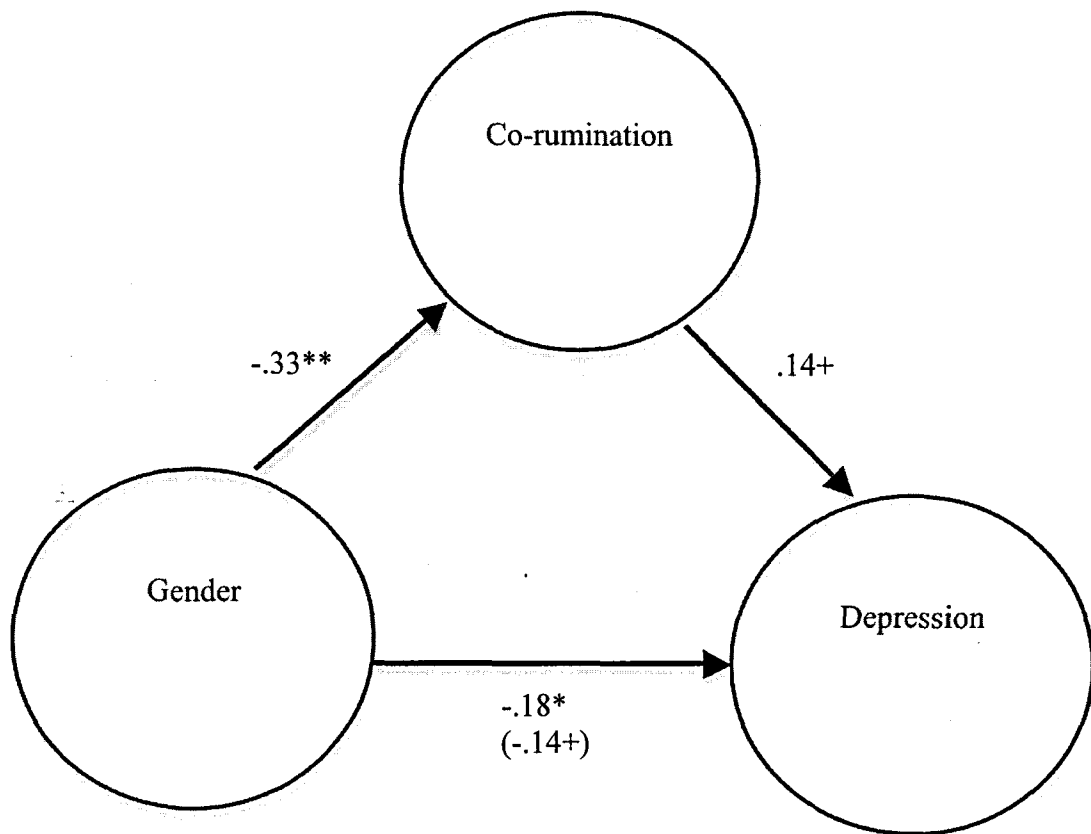 Co-rumination
-.33**
.14+
Gender
Depression
-.18*
(-.14+)